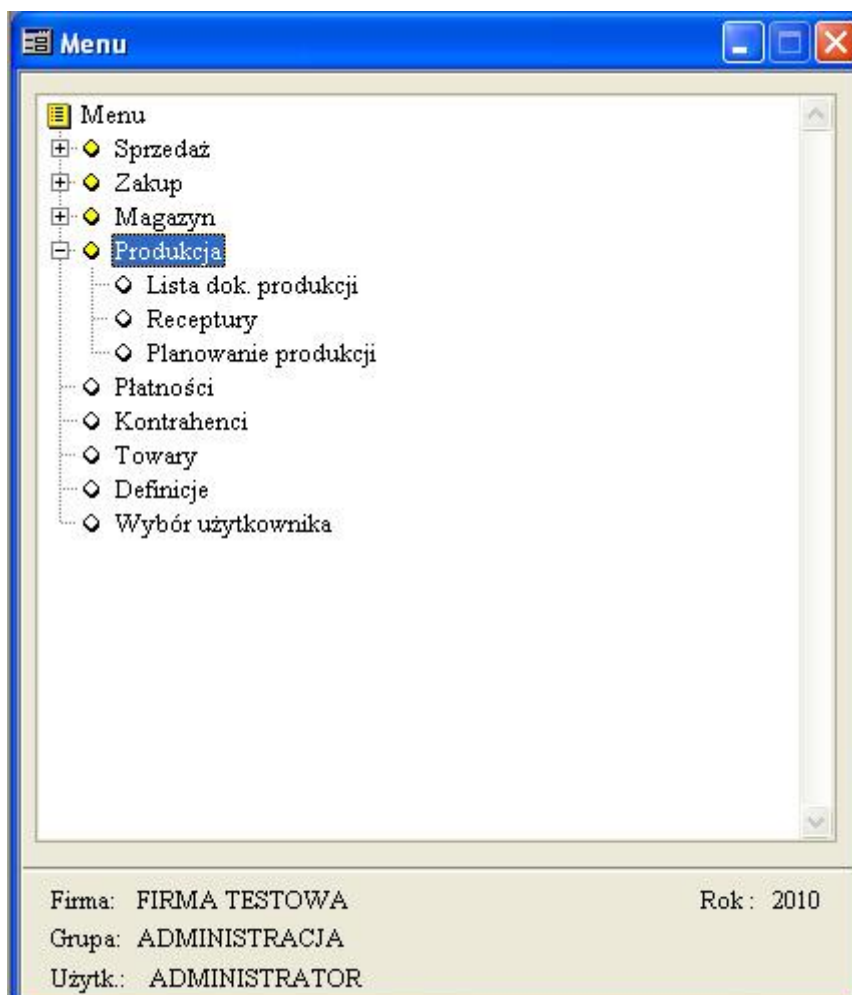 Menu
Menu
Sprzedaż
Zakup
Magazyn
Produkcja
Lista dok. produkcji
Receptury
Planowanie produkcji
Płatności
Kontrahenci
Towary
Definicje
Wybór użytkownika
Firma: FIRMA TESTOWA Rok : 2010
Grupa: ADMINISTRACJA
Użytk.: ADMINISTRATOR